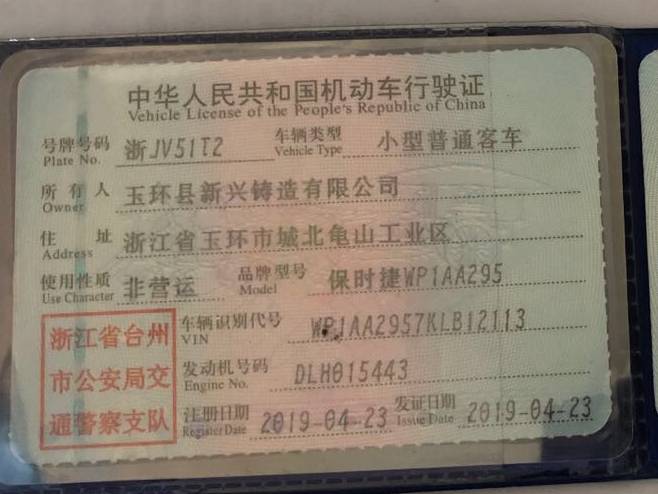 中华人民共和国机动车行驶证
Vehicle License of the People's Republic of China
号牌号码 浙JV51T2 车辆类型 小型普通客车
Plate No. Vehicle Type
所有人 玉环县新兴铸造有限公司
Owner
住址 浙江省玉环市城北龟山工业区
Address
使用性质 非营运 品牌型号 保时捷WP1AA295
Use Character Model
浙江省台州
市公安局交
通警察支队
车辆识别代号 WP1AA2957KLB12113
VIN
发动机号码 DLH015443
Engine No.
注册日期 2019-04-23 发证日期 2019-04-23
Register Date Issue Date